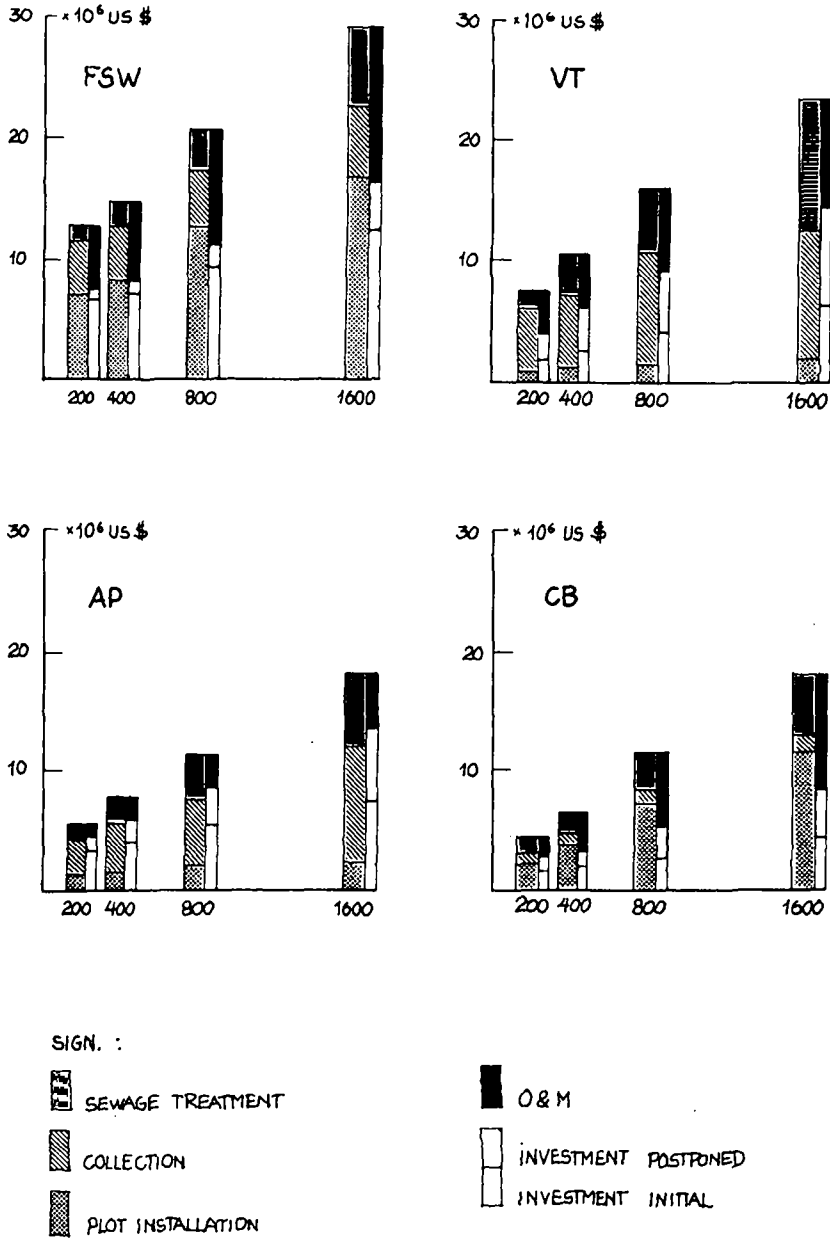 30 ×10⁶ US $
FSW
20
10
200 400 800 1600
30 ×10⁶ US $
VT
20
10
200 400 800 1600
30 ×10⁶ US $
AP
20
10
200 400 800 1600
30 × 10⁶ US $
CB
20
10
200 400 800 1600
SIGN. :
SEWAGE TREATMENT
COLLECTION
PLOT INSTALLATION
O & M
INVESTMENT POSTPONED
INVESTMENT INITIAL